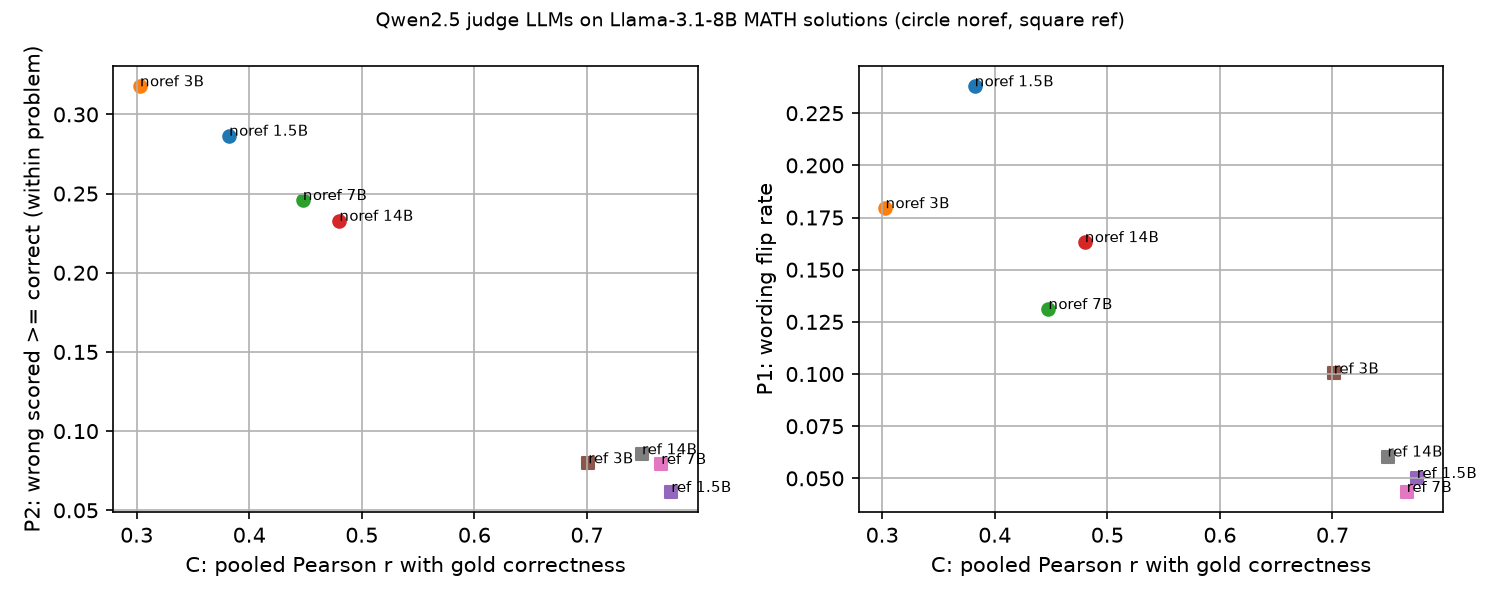 Qwen2.5 judge LLMs on Llama-3.1-8B MATH solutions (circle noref, square ref)
P2: wrong scored >= correct (within problem)
0.30
0.25
0.20
0.15
0.10
0.05
noref 3B
noref 1.5B
noref 7B
noref 14B
ref 14B
ref 3B
ref 7B
ref 1.5B
0.3 0.4 0.5 0.6 0.7
C: pooled Pearson r with gold correctness
P1: wording flip rate
0.225
0.200
0.175
0.150
0.125
0.100
0.075
0.050
noref 1.5B
noref 3B
noref 14B
noref 7B
ref 3B
ref 14B
ref 1.5B
ref 7B
0.3 0.4 0.5 0.6 0.7
C: pooled Pearson r with gold correctness